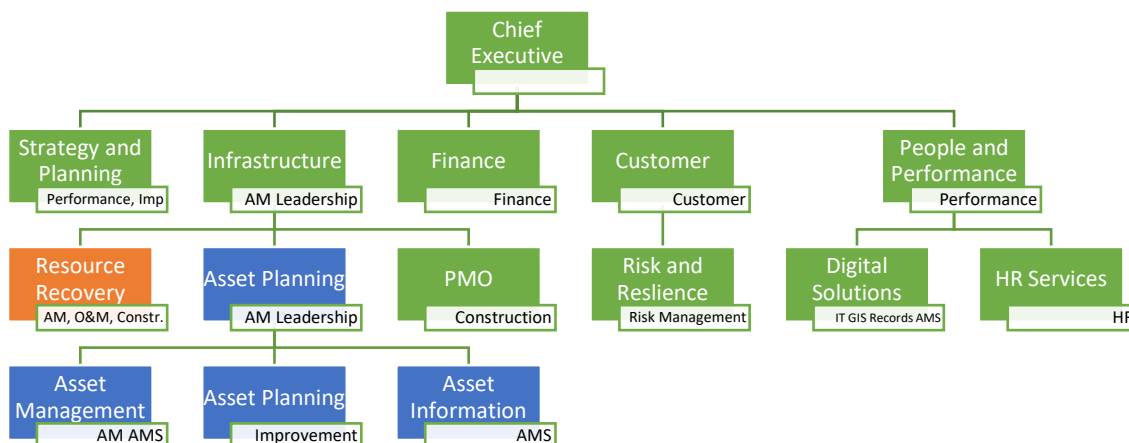 Chief
Executive
Strategy and
Planning
Performance, Imp
Infrastructure
AM Leadership
Finance
Finance
Customer
Customer
People and
Performance
Performance
Resource
Recovery
AM, O&M, Constr.
Asset Planning
AM Leadership
PMO
Construction
Risk and
Reslience
Risk Management
Digital
Solutions
IT GIS Records AMS
HR Services
HR
Asset
Management
AM AMS
Asset Planning
Improvement
Asset
Information
AMS